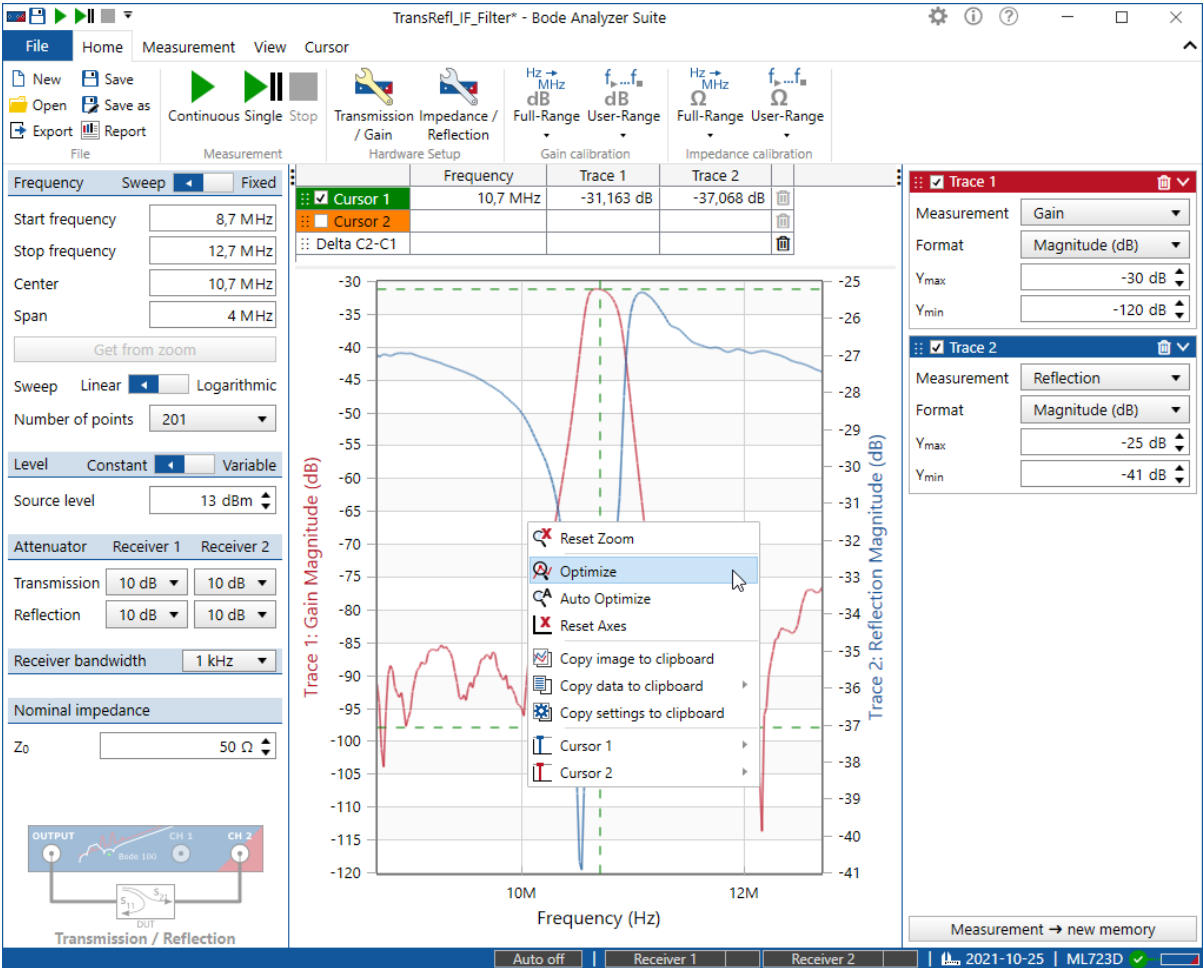 TransRefl_IF_Filter* - Bode Analyzer Suite
File Home Measurement View Cursor
New Save
Open Save as
Export Report
File
Continuous Single Stop
Measurement
Transmission / Gain
Impedance / Reflection
Hardware Setup
Hz → MHz dB
Full-Range
f...f dB
User-Range
Gain calibration
Hz → MHz Ω
Full-Range
f...f Ω
User-Range
Impedance calibration
Frequency Sweep Fixed
Start frequency 8,7 MHz
Stop frequency 12,7 MHz
Center 10,7 MHz
Span 4 MHz
Get from zoom
Sweep Linear Logarithmic
Number of points 201
Level Constant Variable
Source level 13 dBm
Attenuator Receiver 1 Receiver 2
Transmission 10 dB 10 dB
Reflection 10 dB 10 dB
Receiver bandwidth 1 kHz
Nominal impedance
Z0 50 Ω
OUTPUT CH 1 CH 2
Bode 100
S11 S21
DUT
Transmission / Reflection
Frequency Trace 1 Trace 2
Cursor 1 10,7 MHz -31,163 dB -37,068 dB
Cursor 2
Delta C2-C1
Trace 1: Gain Magnitude (dB)
-30
-35
-40
-45
-50
-55
-60
-65
-70
-75
-80
-85
-90
-95
-100
-105
-110
-115
-120
Reset Zoom
Optimize
Auto Optimize
Reset Axes
Copy image to clipboard
Copy data to clipboard
Copy settings to clipboard
Cursor 1
Cursor 2
-25
-26
-27
-28
-29
-30
-31
-32
-33
-34
-35
-36
-37
-38
-39
-40
-41
Trace 2: Reflection Magnitude (dB)
10M 12M
Frequency (Hz)
Trace 1
Measurement Gain
Format Magnitude (dB)
Ymax -30 dB
Ymin -120 dB
Trace 2
Measurement Reflection
Format Magnitude (dB)
Ymax -25 dB
Ymin -41 dB
Measurement → new memory
Auto off Receiver 1 Receiver 2 2021-10-25 ML723D